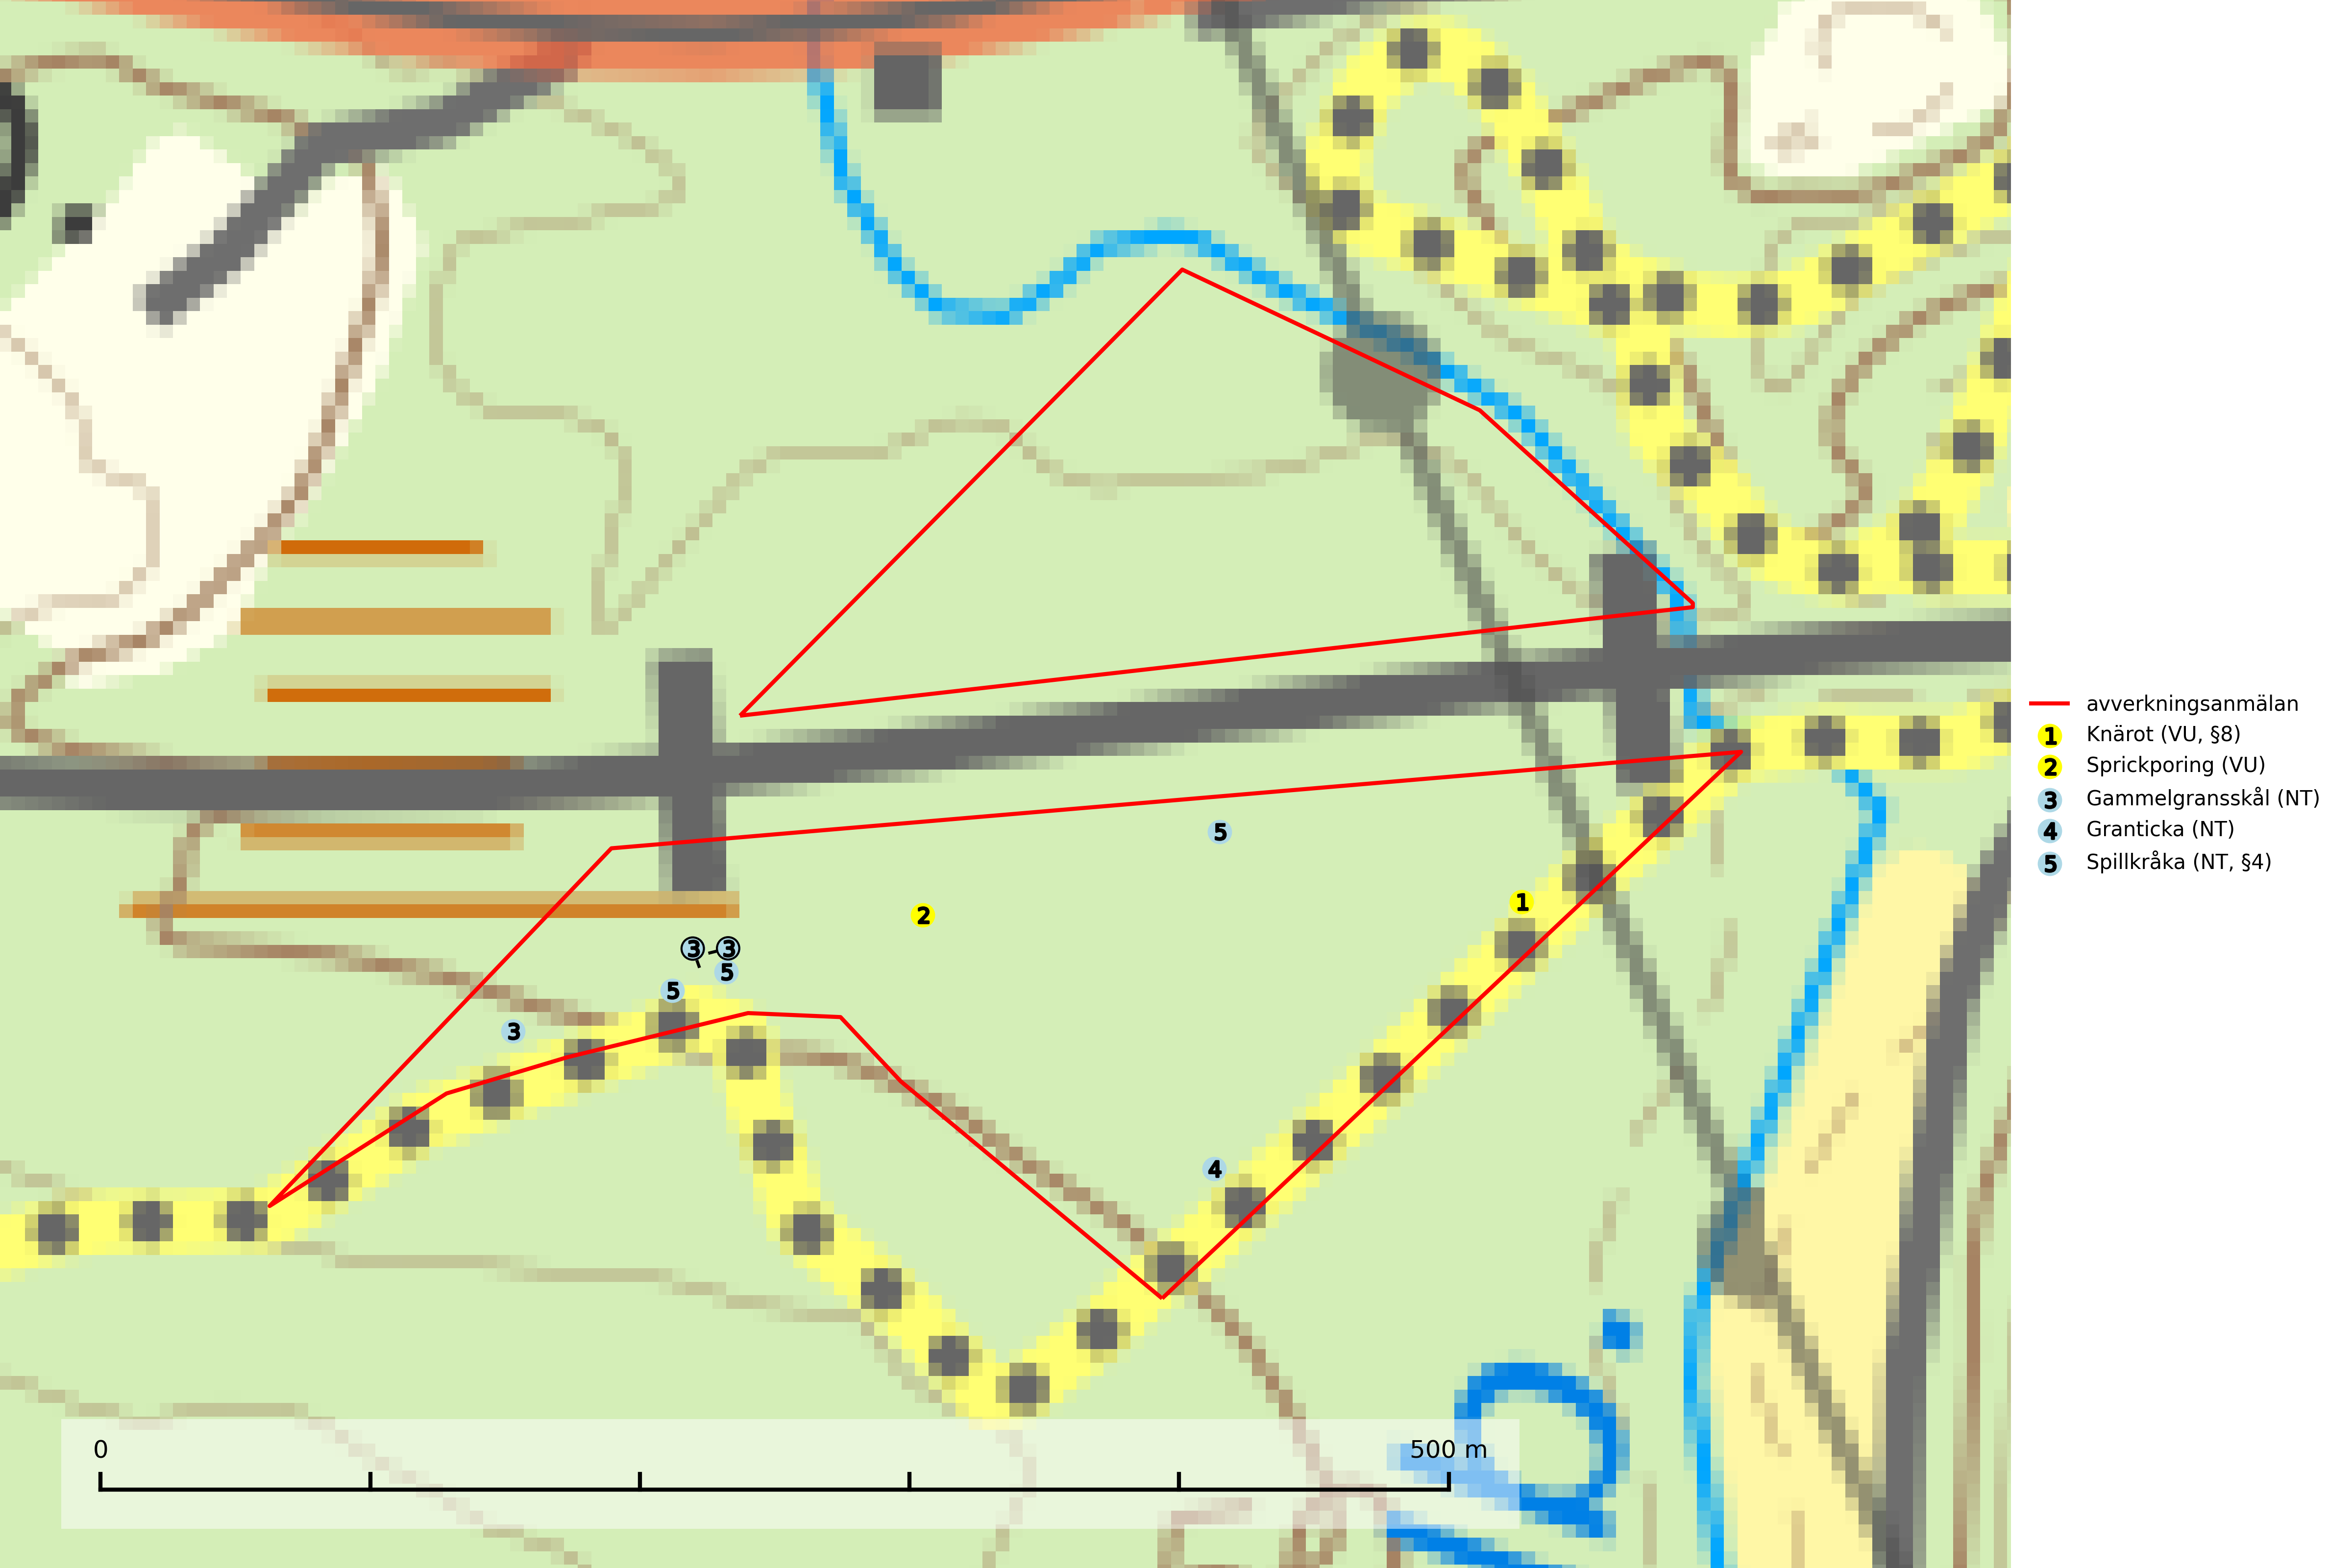 5
2
1
3 3
5
5
3
4
0 500 m
avverkningsanmälan
1 Knärot (VU, §8)
2 Sprickporing (VU)
3 Gammelgransskål (NT)
4 Granticka (NT)
5 Spillkråka (NT, §4)